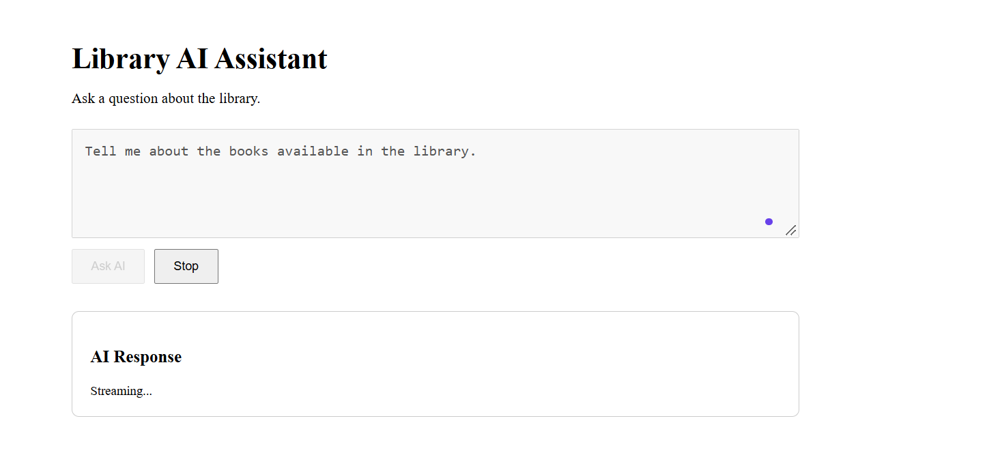 Library AI Assistant
Ask a question about the library.
Tell me about the books available in the library.
Ask AI
Stop
AI Response
Streaming...